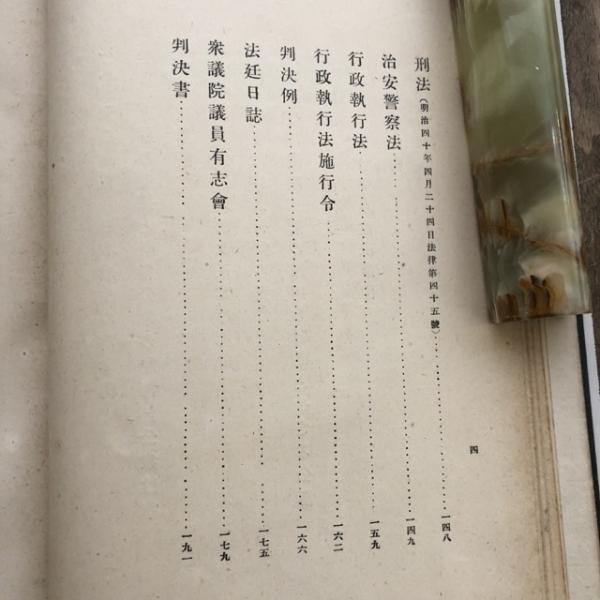 刑法（明治四十年四月二十四日法律第四十五號）…………一四八
治安警察法…………一四九
行政執行法…………一五九
行政執行法施行令…………一六二
判決例…………一六六
法廷日誌…………一七五
衆議院議員有志會…………一七九
判決書…………一九一
四